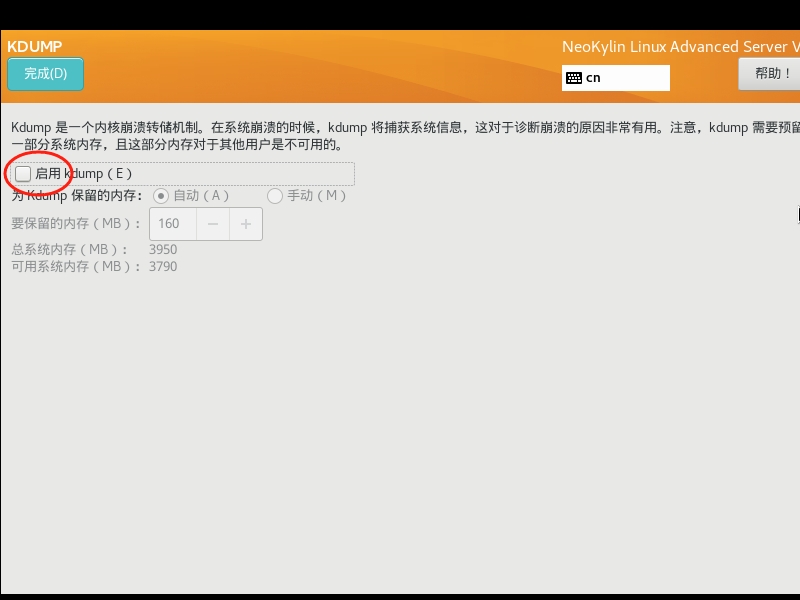 KDUMP
NeoKylin Linux Advanced Server V
完成(D)
cn
帮助！
Kdump 是一个内核崩溃转储机制。在系统崩溃的时候，kdump 将捕获系统信息，这对于诊断崩溃的原因非常有用。注意，kdump 需要预留
一部分系统内存，且这部分内存对于其他用户是不可用的。
启用 kdump（E）
为 Kdump 保留的内存： 自动（A） 手动（M）
要保留的内存（MB）： 160 − +
总系统内存（MB）： 3950
可用系统内存（MB）： 3790